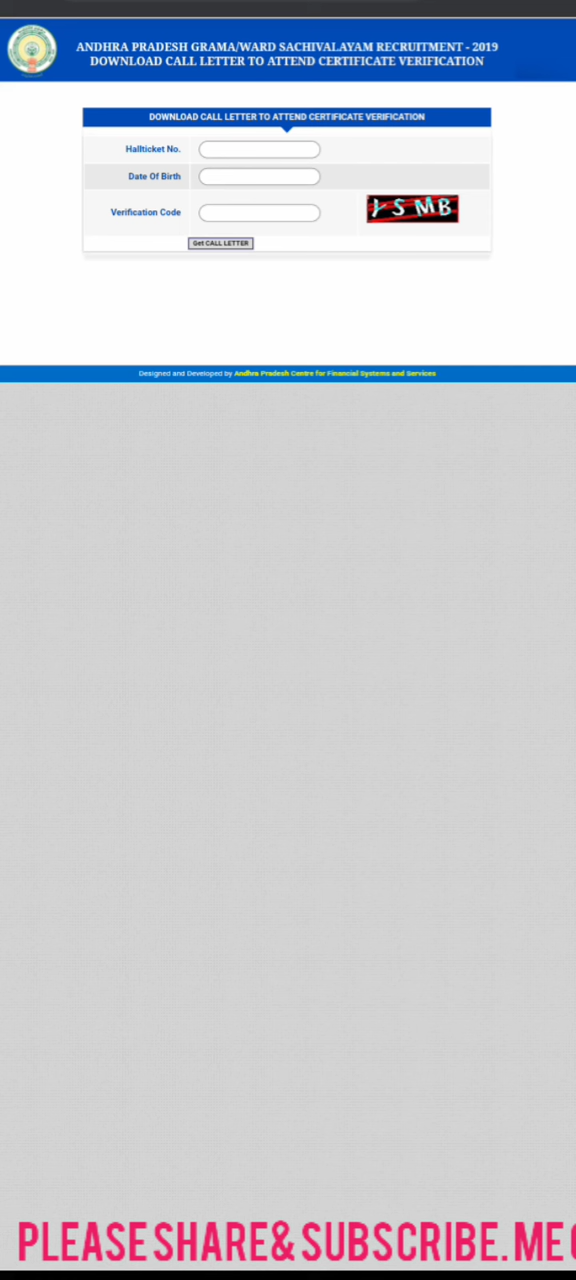 ANDHRA PRADESH GRAMA/WARD SACHIVALAYAM RECRUITMENT - 2019
DOWNLOAD CALL LETTER TO ATTEND CERTIFICATE VERIFICATION
DOWNLOAD CALL LETTER TO ATTEND CERTIFICATE VERIFICATION
Hallticket No.
Date Of Birth
Verification Code
Y S M B
Get CALL LETTER
Designed and Developed by Andhra Pradesh Centre for Financial Systems and Services
PLEASE SHARE & SUBSCRIBE. ME